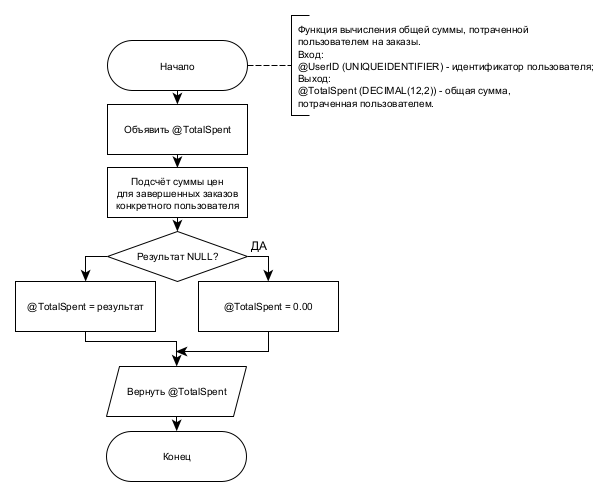 Функция вычисления общей суммы, потраченной
пользователем на заказы.
Вход:
@UserID (UNIQUEIDENTIFIER) - идентификатор пользователя;
Выход:
@TotalSpent (DECIMAL(12,2)) - общая сумма,
потраченная пользователем.
Начало
Объявить @TotalSpent
Подсчёт суммы цен
для завершенных заказов
конкретного пользователя
Результат NULL?
ДА
@TotalSpent = результат
@TotalSpent = 0.00
Вернуть @TotalSpent
Конец